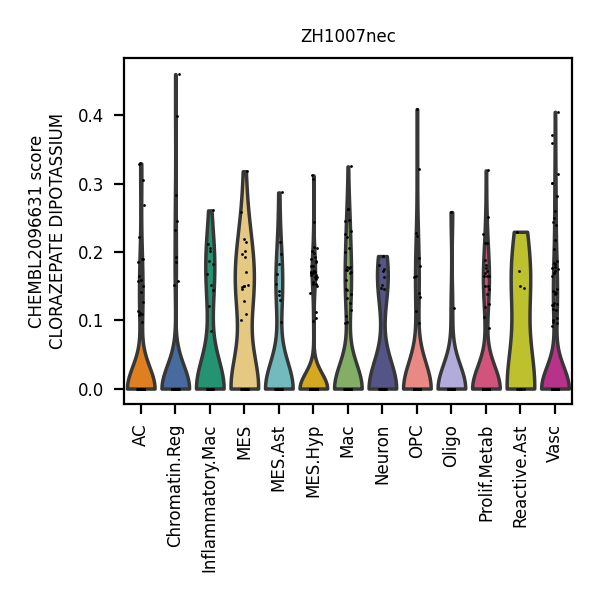 ZH1007nec
CHEMBL2096631 score
CLORAZEPATE DIPOTASSIUM
0.4
0.3
0.2
0.1
0.0
AC
Chromatin.Reg
Inflammatory.Mac
MES
MES.Ast
MES.Hyp
Mac
Neuron
OPC
Oligo
Prolif.Metab
Reactive.Ast
Vasc